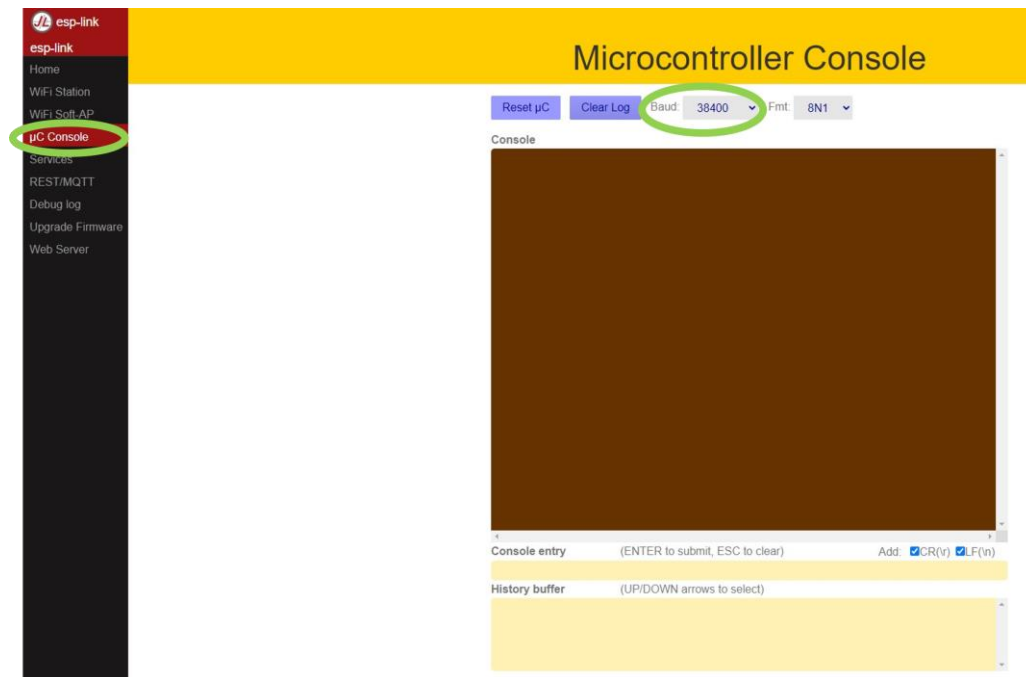 JL esp-link
esp-link
Home
WiFi Station
WiFi Soft-AP
µC Console
Services
REST/MQTT
Debug log
Upgrade Firmware
Web Server
Microcontroller Console
Reset µC Clear Log Baud: 38400 Fmt: 8N1
Console
Console entry (ENTER to submit, ESC to clear) Add: CR(\r) LF(\n)
History buffer (UP/DOWN arrows to select)